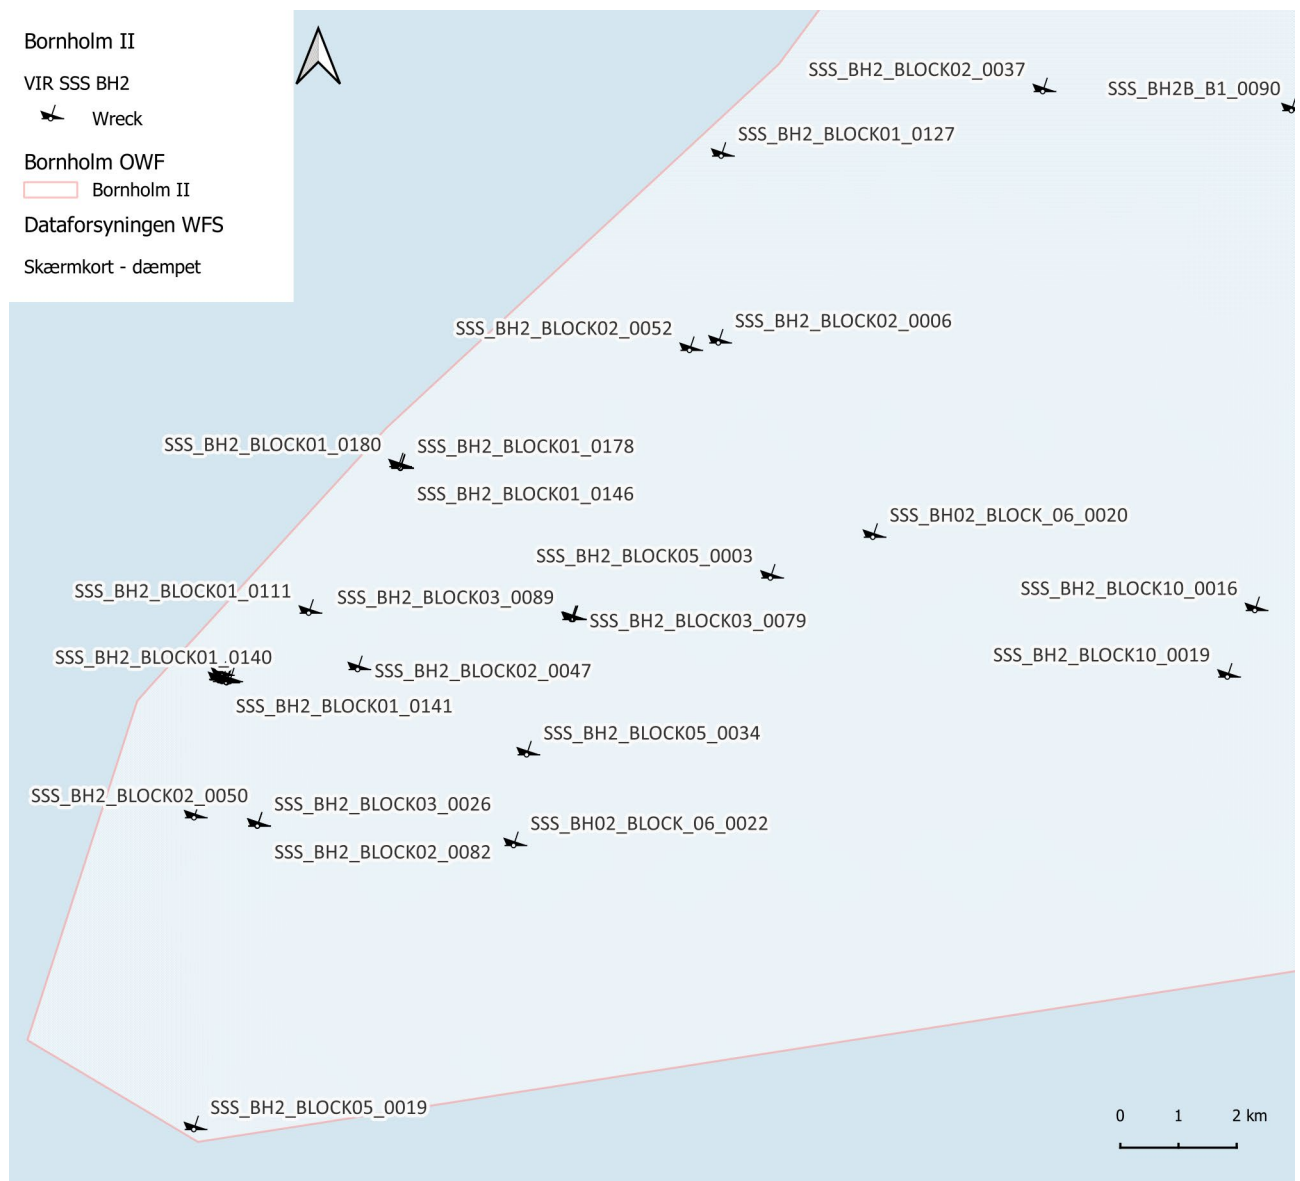 Bornholm II
VIR SSS BH2
Wreck
Bornholm OWF
Bornholm II
Dataforsyningen WFS
Skærmkort - dæmpet
SSS_BH2_BLOCK02_0037
SSS_BH2B_B1_0090
SSS_BH2_BLOCK01_0127
SSS_BH2_BLOCK02_0006
SSS_BH2_BLOCK02_0052
SSS_BH2_BLOCK01_0180
SSS_BH2_BLOCK01_0178
SSS_BH2_BLOCK01_0146
SSS_BH02_BLOCK_06_0020
SSS_BH2_BLOCK05_0003
SSS_BH2_BLOCK10_0016
SSS_BH2_BLOCK01_0111
SSS_BH2_BLOCK03_0089
SSS_BH2_BLOCK03_0079
SSS_BH2_BLOCK10_0019
SSS_BH2_BLOCK01_0140
SSS_BH2_BLOCK02_0047
SSS_BH2_BLOCK01_0141
SSS_BH2_BLOCK05_0034
SSS_BH2_BLOCK02_0050
SSS_BH2_BLOCK03_0026
SSS_BH02_BLOCK_06_0022
SSS_BH2_BLOCK02_0082
SSS_BH2_BLOCK05_0019
0 1 2 km